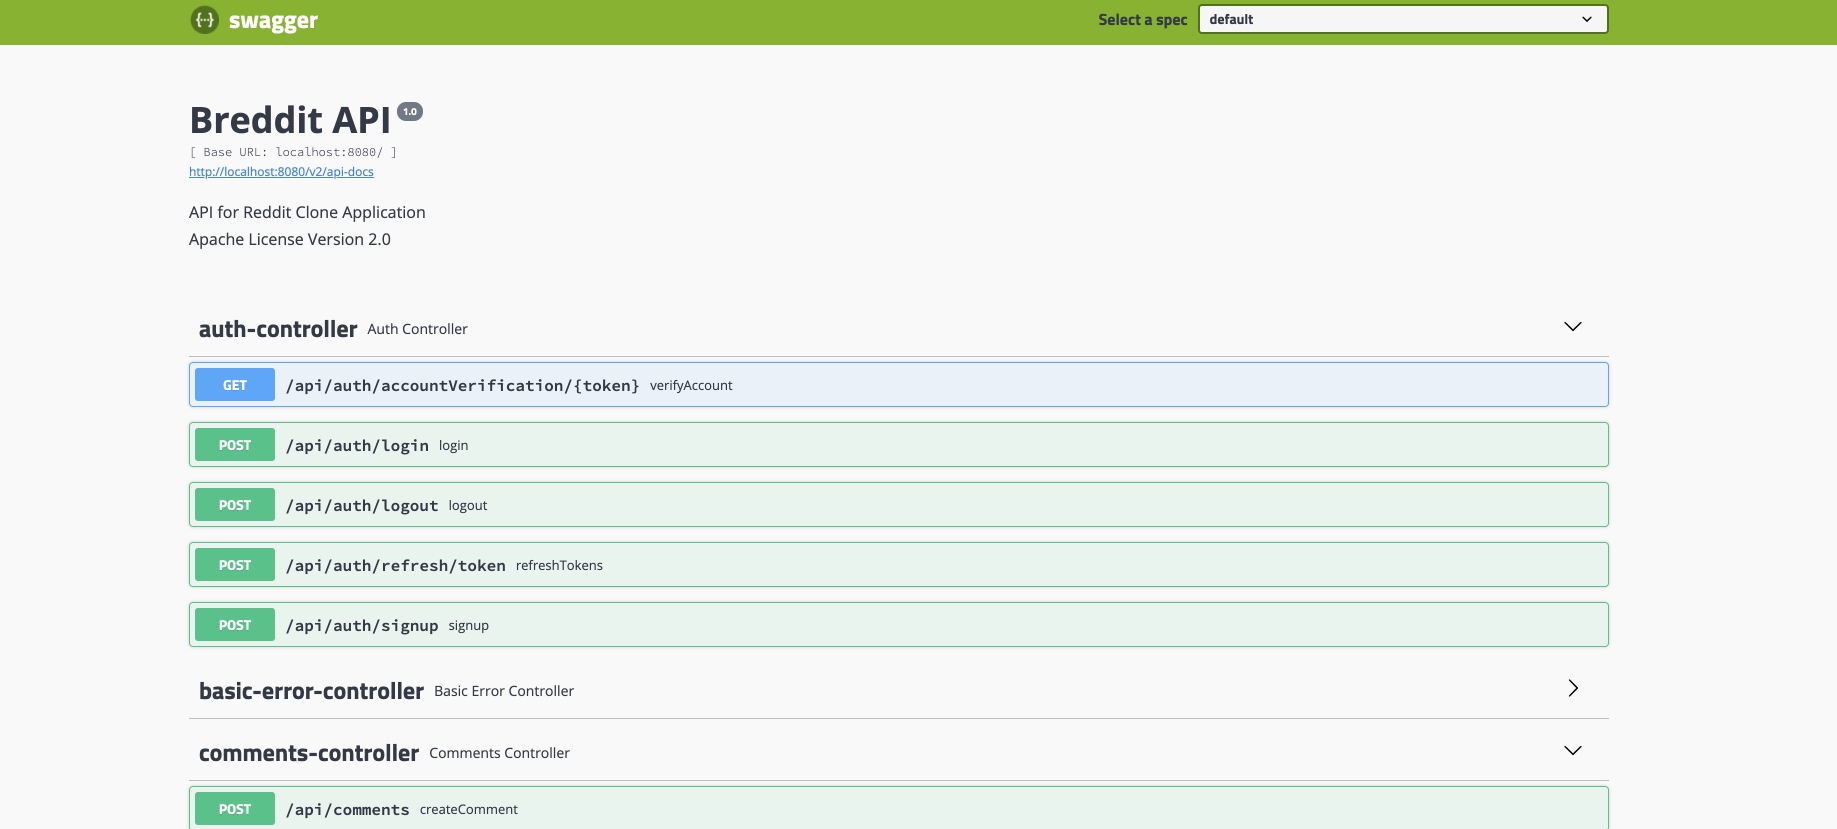 {···} swagger Select a spec default
Breddit API 1.0
[ Base URL: localhost:8080/ ]
http://localhost:8080/v2/api-docs
API for Reddit Clone Application
Apache License Version 2.0
auth-controller Auth Controller
GET /api/auth/accountVerification/{token} verifyAccount
POST /api/auth/login login
POST /api/auth/logout logout
POST /api/auth/refresh/token refreshTokens
POST /api/auth/signup signup
basic-error-controller Basic Error Controller
comments-controller Comments Controller
POST /api/comments createComment